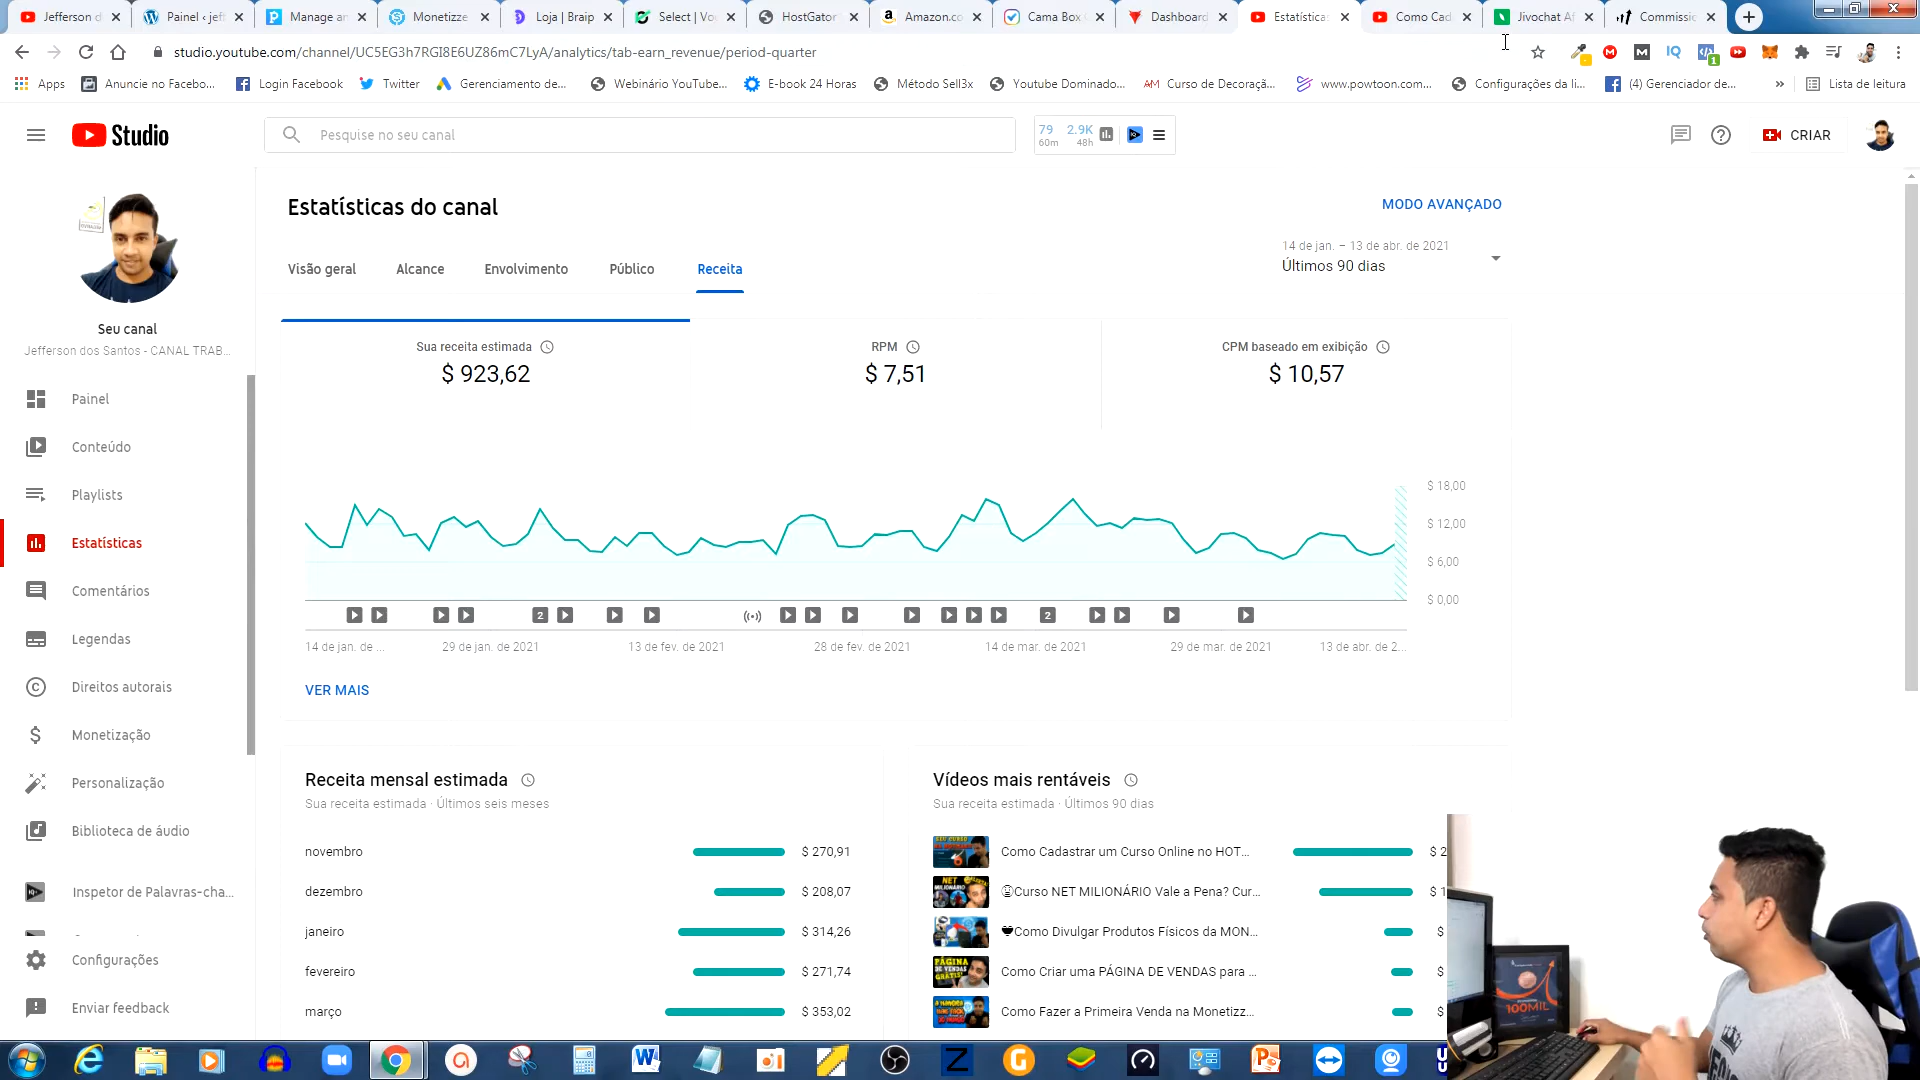 Jefferson d
Painel ‹ jef
Manage an
Monetizze
Loja | Braip
Select | Vo
HostGator
Amazon.co
Cama Box
Dashboard
Estatística
Como Cad
Jivochat Af
Commissi
studio.youtube.com/channel/UC5EG3h7RGI8E6UZ86mC7LyA/analytics/tab-earn_revenue/period-quarter
Apps
Anuncie no Facebo...
Login Facebook
Twitter
Gerenciamento de...
Webinário YouTube...
E-book 24 Horas
Método Sell3x
Youtube Dominado...
AM Curso de Decoraçã...
www.powtoon.com...
Configurações da li...
(4) Gerenciador de...
»
Lista de leitura
Studio
Pesquise no seu canal
79 2.9K
60m 48h
CRIAR
Estatísticas do canal
MODO AVANÇADO
14 de jan. – 13 de abr. de 2021
Últimos 90 dias
Visão geral
Alcance
Envolvimento
Público
Receita
Seu canal
Jefferson dos Santos - CANAL TRAB...
Painel
Conteúdo
Playlists
Estatísticas
Comentários
Legendas
Direitos autorais
Monetização
Personalização
Biblioteca de áudio
Inspetor de Palavras-cha...
Configurações
Enviar feedback
Sua receita estimada
$ 923,62
RPM
$ 7,51
CPM baseado em exibição
$ 10,57
$ 18,00
$ 12,00
$ 6,00
$ 0,00
2
2
14 de jan. de ...
29 de jan. de 2021
13 de fev. de 2021
28 de fev. de 2021
14 de mar. de 2021
29 de mar. de 2021
13 de abr. de 2...
VER MAIS
Receita mensal estimada
Sua receita estimada · Últimos seis meses
novembro $ 270,91
dezembro $ 208,07
janeiro $ 314,26
fevereiro $ 271,74
março $ 353,02
Vídeos mais rentáveis
Sua receita estimada · Últimos 90 dias
Como Cadastrar um Curso Online no HOT... $ 2
Curso NET MILIONÁRIO Vale a Pena? Cur... $ 1
Como Divulgar Produtos Físicos da MON... $
Como Criar uma PÁGINA DE VENDAS para ... $
Como Fazer a Primeira Venda na Monetizz... $
100MIL